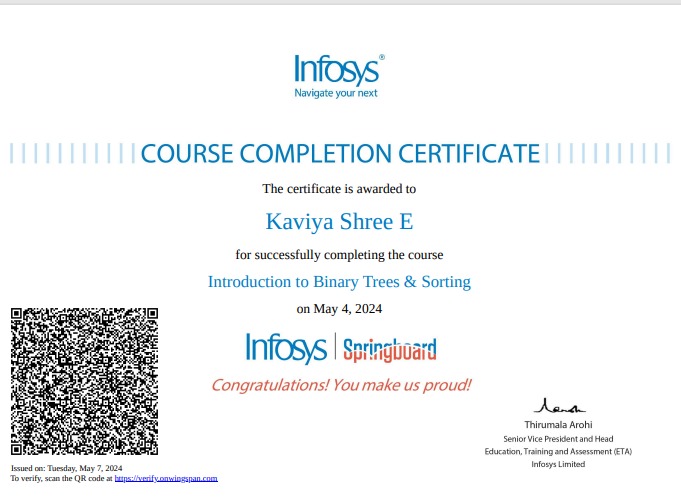 Infosys®
Navigate your next
COURSE COMPLETION CERTIFICATE
The certificate is awarded to
Kaviya Shree E
for successfully completing the course
Introduction to Binary Trees & Sorting
on May 4, 2024
Infosys | Springboard
Congratulations! You make us proud!
Thirumala Arohi
Senior Vice President and Head
Education, Training and Assessment (ETA)
Infosys Limited
Issued on: Tuesday, May 7, 2024
To verify, scan the QR code at https://verify.onwingspan.com